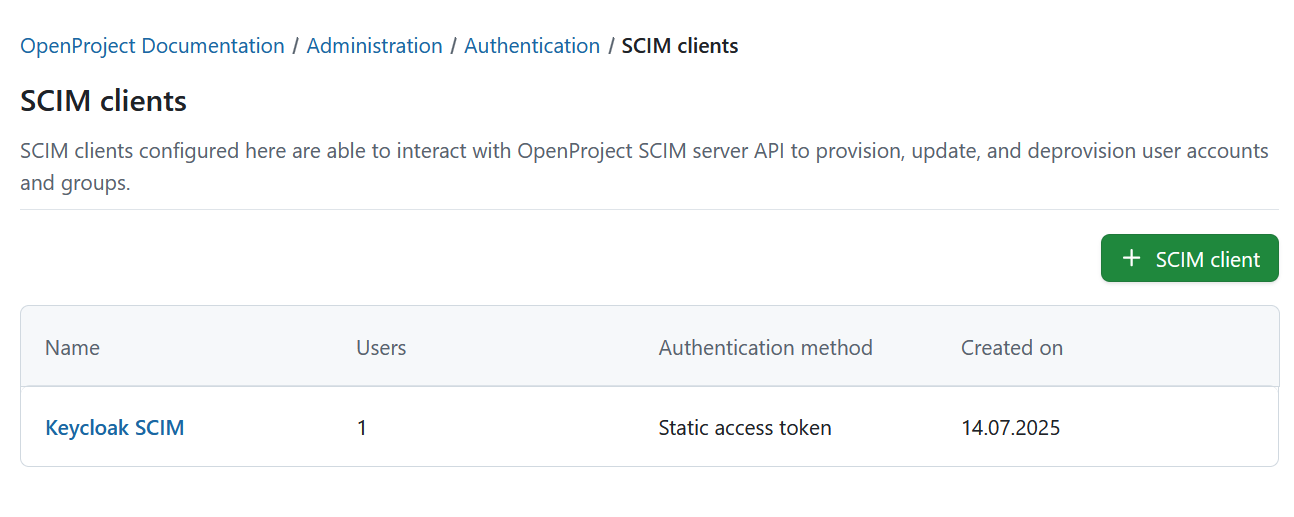 OpenProject Documentation / Administration / Authentication / SCIM clients
SCIM clients
SCIM clients configured here are able to interact with OpenProject SCIM server API to provision, update, and deprovision user accounts
and groups.
+ SCIM client
Name Users Authentication method Created on
Keycloak SCIM 1 Static access token 14.07.2025